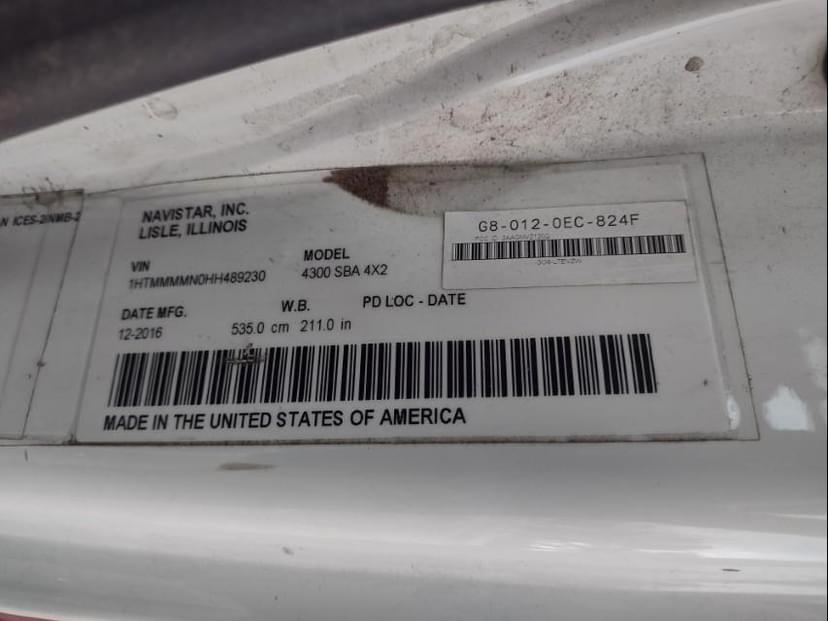 N ICES-2/NMB-2
NAVISTAR, INC.
LISLE, ILLINOIS
G8-012-0EC-824F
VIN
1HTMMMMN0HH489230
MODEL
4300 SBA 4X2
DATE MFG.
12-2016
W.B.
535.0 cm 211.0 in
PD LOC - DATE
MADE IN THE UNITED STATES OF AMERICA